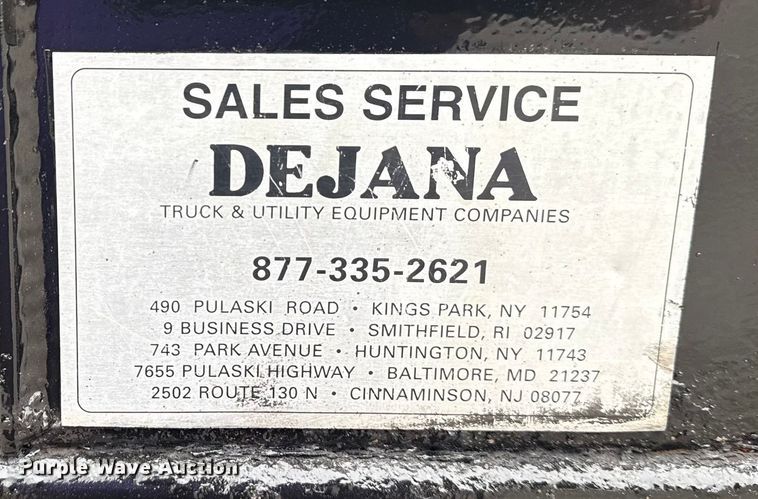 SALES SERVICE
DEJANA
TRUCK & UTILITY EQUIPMENT COMPANIES
877-335-2621
490 PULASKI ROAD • KINGS PARK, NY 11754
9 BUSINESS DRIVE • SMITHFIELD, RI 02917
743 PARK AVENUE • HUNTINGTON, NY 11743
7655 PULASKI HIGHWAY • BALTIMORE, MD 21237
2502 ROUTE 130 N • CINNAMINSON, NJ 08077
Purple Wave Auction